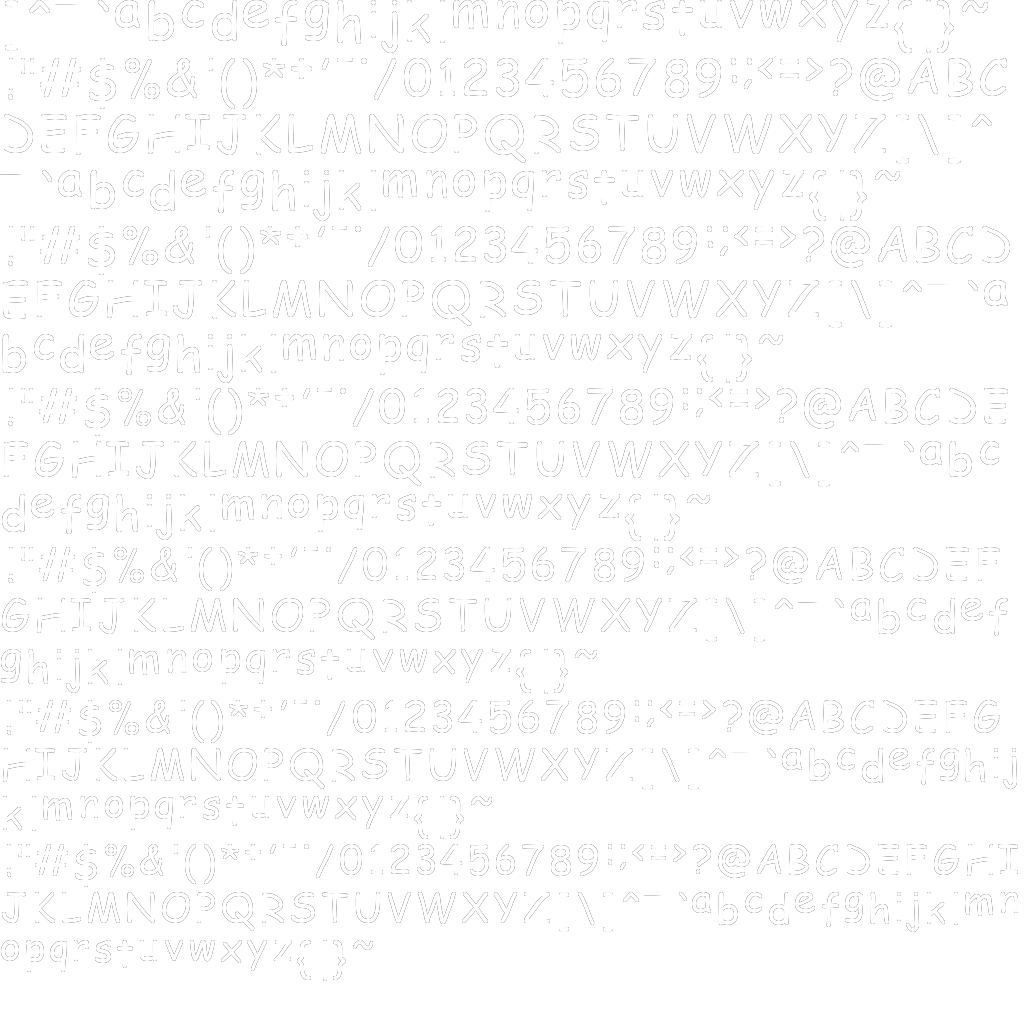 ] ^ _ `abcdefghijklmnopqrstuvwxyz{|}~
!"#$%&'()*+,-./0123456789:;<=>?@ABC
DEFGHIJKLMNOPQRSTUVWXYZ[\]^
_ `abcdefghijklmnopqrstuvwxyz{|}~
!"#$%&'()*+,-./0123456789:;<=>?@ABCD
EFGHIJKLMNOPQRSTUVWXYZ[\]^_ `a
bcdefghijklmnopqrstuvwxyz{|}~
!"#$%&'()*+,-./0123456789:;<=>?@ABCDE
FGHIJKLMNOPQRSTUVWXYZ[\]^_ `abc
defghijklmnopqrstuvwxyz{|}~
!"#$%&'()*+,-./0123456789:;<=>?@ABCDEF
GHIJKLMNOPQRSTUVWXYZ[\]^_ `abcdef
ghijklmnopqrstuvwxyz{|}~
!"#$%&'()*+,-./0123456789:;<=>?@ABCDEFG
HIJKLMNOPQRSTUVWXYZ[\]^_ `abcdefghij
klmnopqrstuvwxyz{|}~
!"#$%&'()*+,-./0123456789:;<=>?@ABCDEFGHI
JKLMNOPQRSTUVWXYZ[\]^_ `abcdefghijklmn
opqrstuvwxyz{|}~